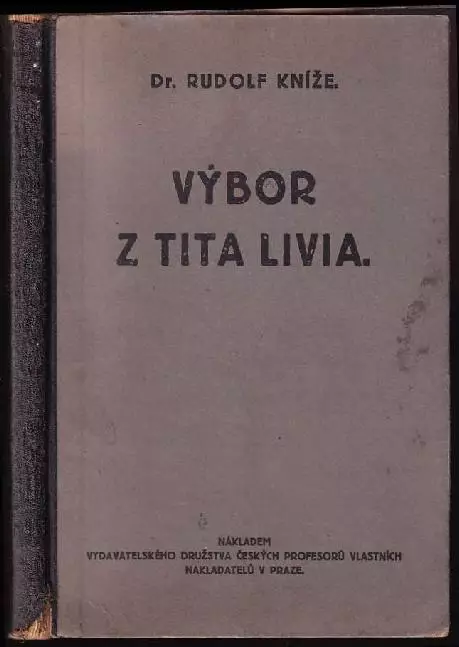 Dr. RUDOLF KNÍŽE.
VÝBOR
Z TITA LIVIA.
NÁKLADEM
VYDAVATELSKÉHO DRUŽSTVA ČESKÝCH PROFESORŮ VLASTNÍCH
NAKLADATELŮ V PRAZE.